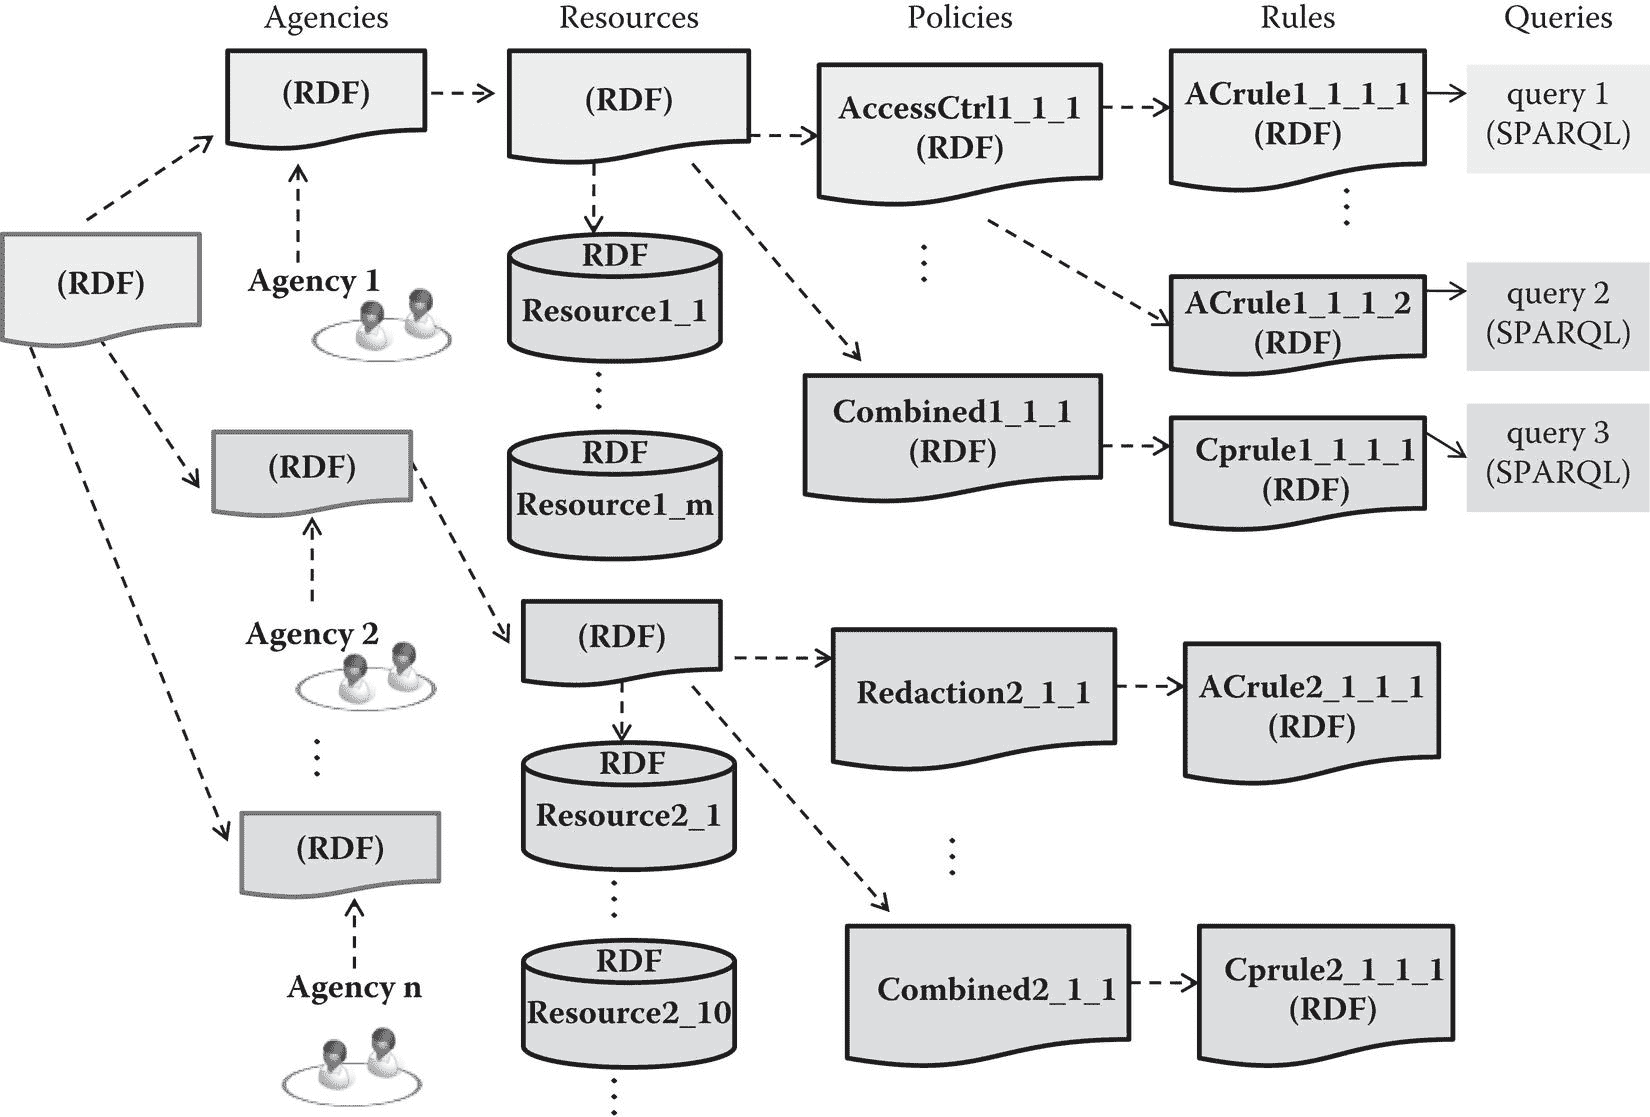 Agencies
Resources
Policies
Rules
Queries
(RDF)
(RDF)
AccessCtrl1_1_1
(RDF)
ACrule1_1_1_1
(RDF)
query 1
(SPARQL)
(RDF)
Agency 1
RDF
Resource1_1
ACrule1_1_1_2
(RDF)
query 2
(SPARQL)
Combined1_1_1
(RDF)
Cprule1_1_1_1
(RDF)
query 3
(SPARQL)
(RDF)
RDF
Resource1_m
Agency 2
(RDF)
Redaction2_1_1
ACrule2_1_1_1
(RDF)
RDF
Resource2_1
(RDF)
Agency n
RDF
Resource2_10
Combined2_1_1
Cprule2_1_1_1
(RDF)